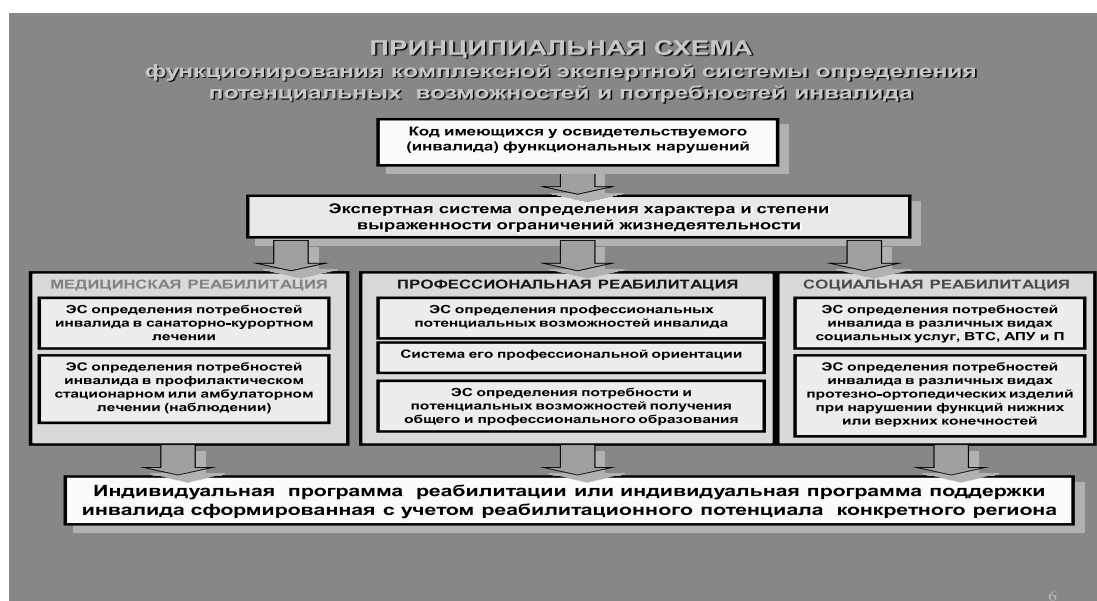 ПРИНЦИПИАЛЬНАЯ СХЕМА
функционирования комплексной экспертной системы определения
потенциальных возможностей и потребностей инвалида
Код имеющихся у освидетельствуемого
(инвалида) функциональных нарушений
Экспертная система определения характера и степени
выраженности ограничений жизнедеятельности
МЕДИЦИНСКАЯ РЕАБИЛИТАЦИЯ
ЭС определения потребностей
инвалида в санаторно-курортном
лечении
ЭС определения потребностей
инвалида в профилактическом
стационарном или амбулаторном
лечении (наблюдении)
ПРОФЕССИОНАЛЬНАЯ РЕАБИЛИТАЦИЯ
ЭС определения профессиональных
потенциальных возможностей инвалида
Система его профессиональной ориентации
ЭС определения потребности и
потенциальных возможностей получения
общего и профессионального образования
СОЦИАЛЬНАЯ РЕАБИЛИТАЦИЯ
ЭС определения потребностей
инвалида в различных видах
социальных услуг, ВТС, АПУ и П
ЭС определения потребностей
инвалида в различных видах
протезно-ортопедических изделий
при нарушении функций нижних
или верхних конечностей
Индивидуальная программа реабилитации или индивидуальная программа поддержки
инвалида сформированная с учетом реабилитационного потенциала конкретного региона
6